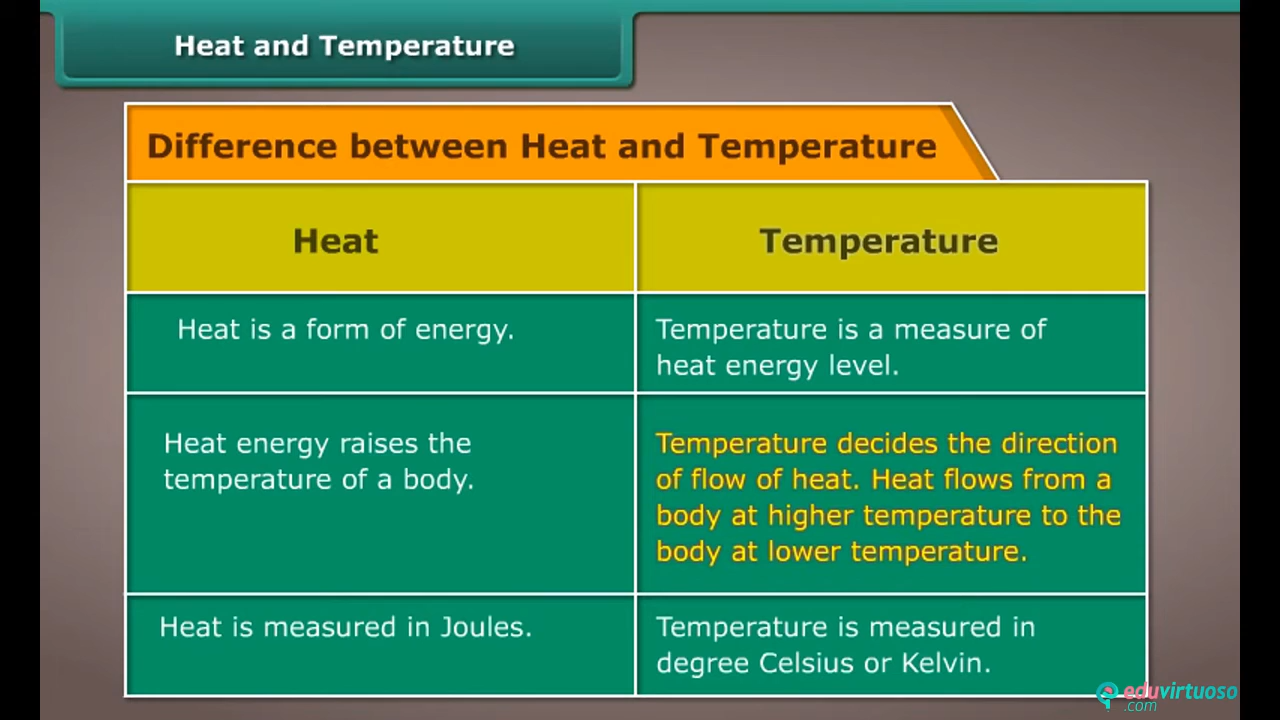 Heat and Temperature
Difference between Heat and Temperature
Heat
Temperature
Heat is a form of energy.
Temperature is a measure of
heat energy level.
Heat energy raises the
temperature of a body.
Temperature decides the direction
of flow of heat. Heat flows from a
body at higher temperature to the
body at lower temperature.
Heat is measured in Joules.
Temperature is measured in
degree Celsius or Kelvin.
eduvirtuoso
.com